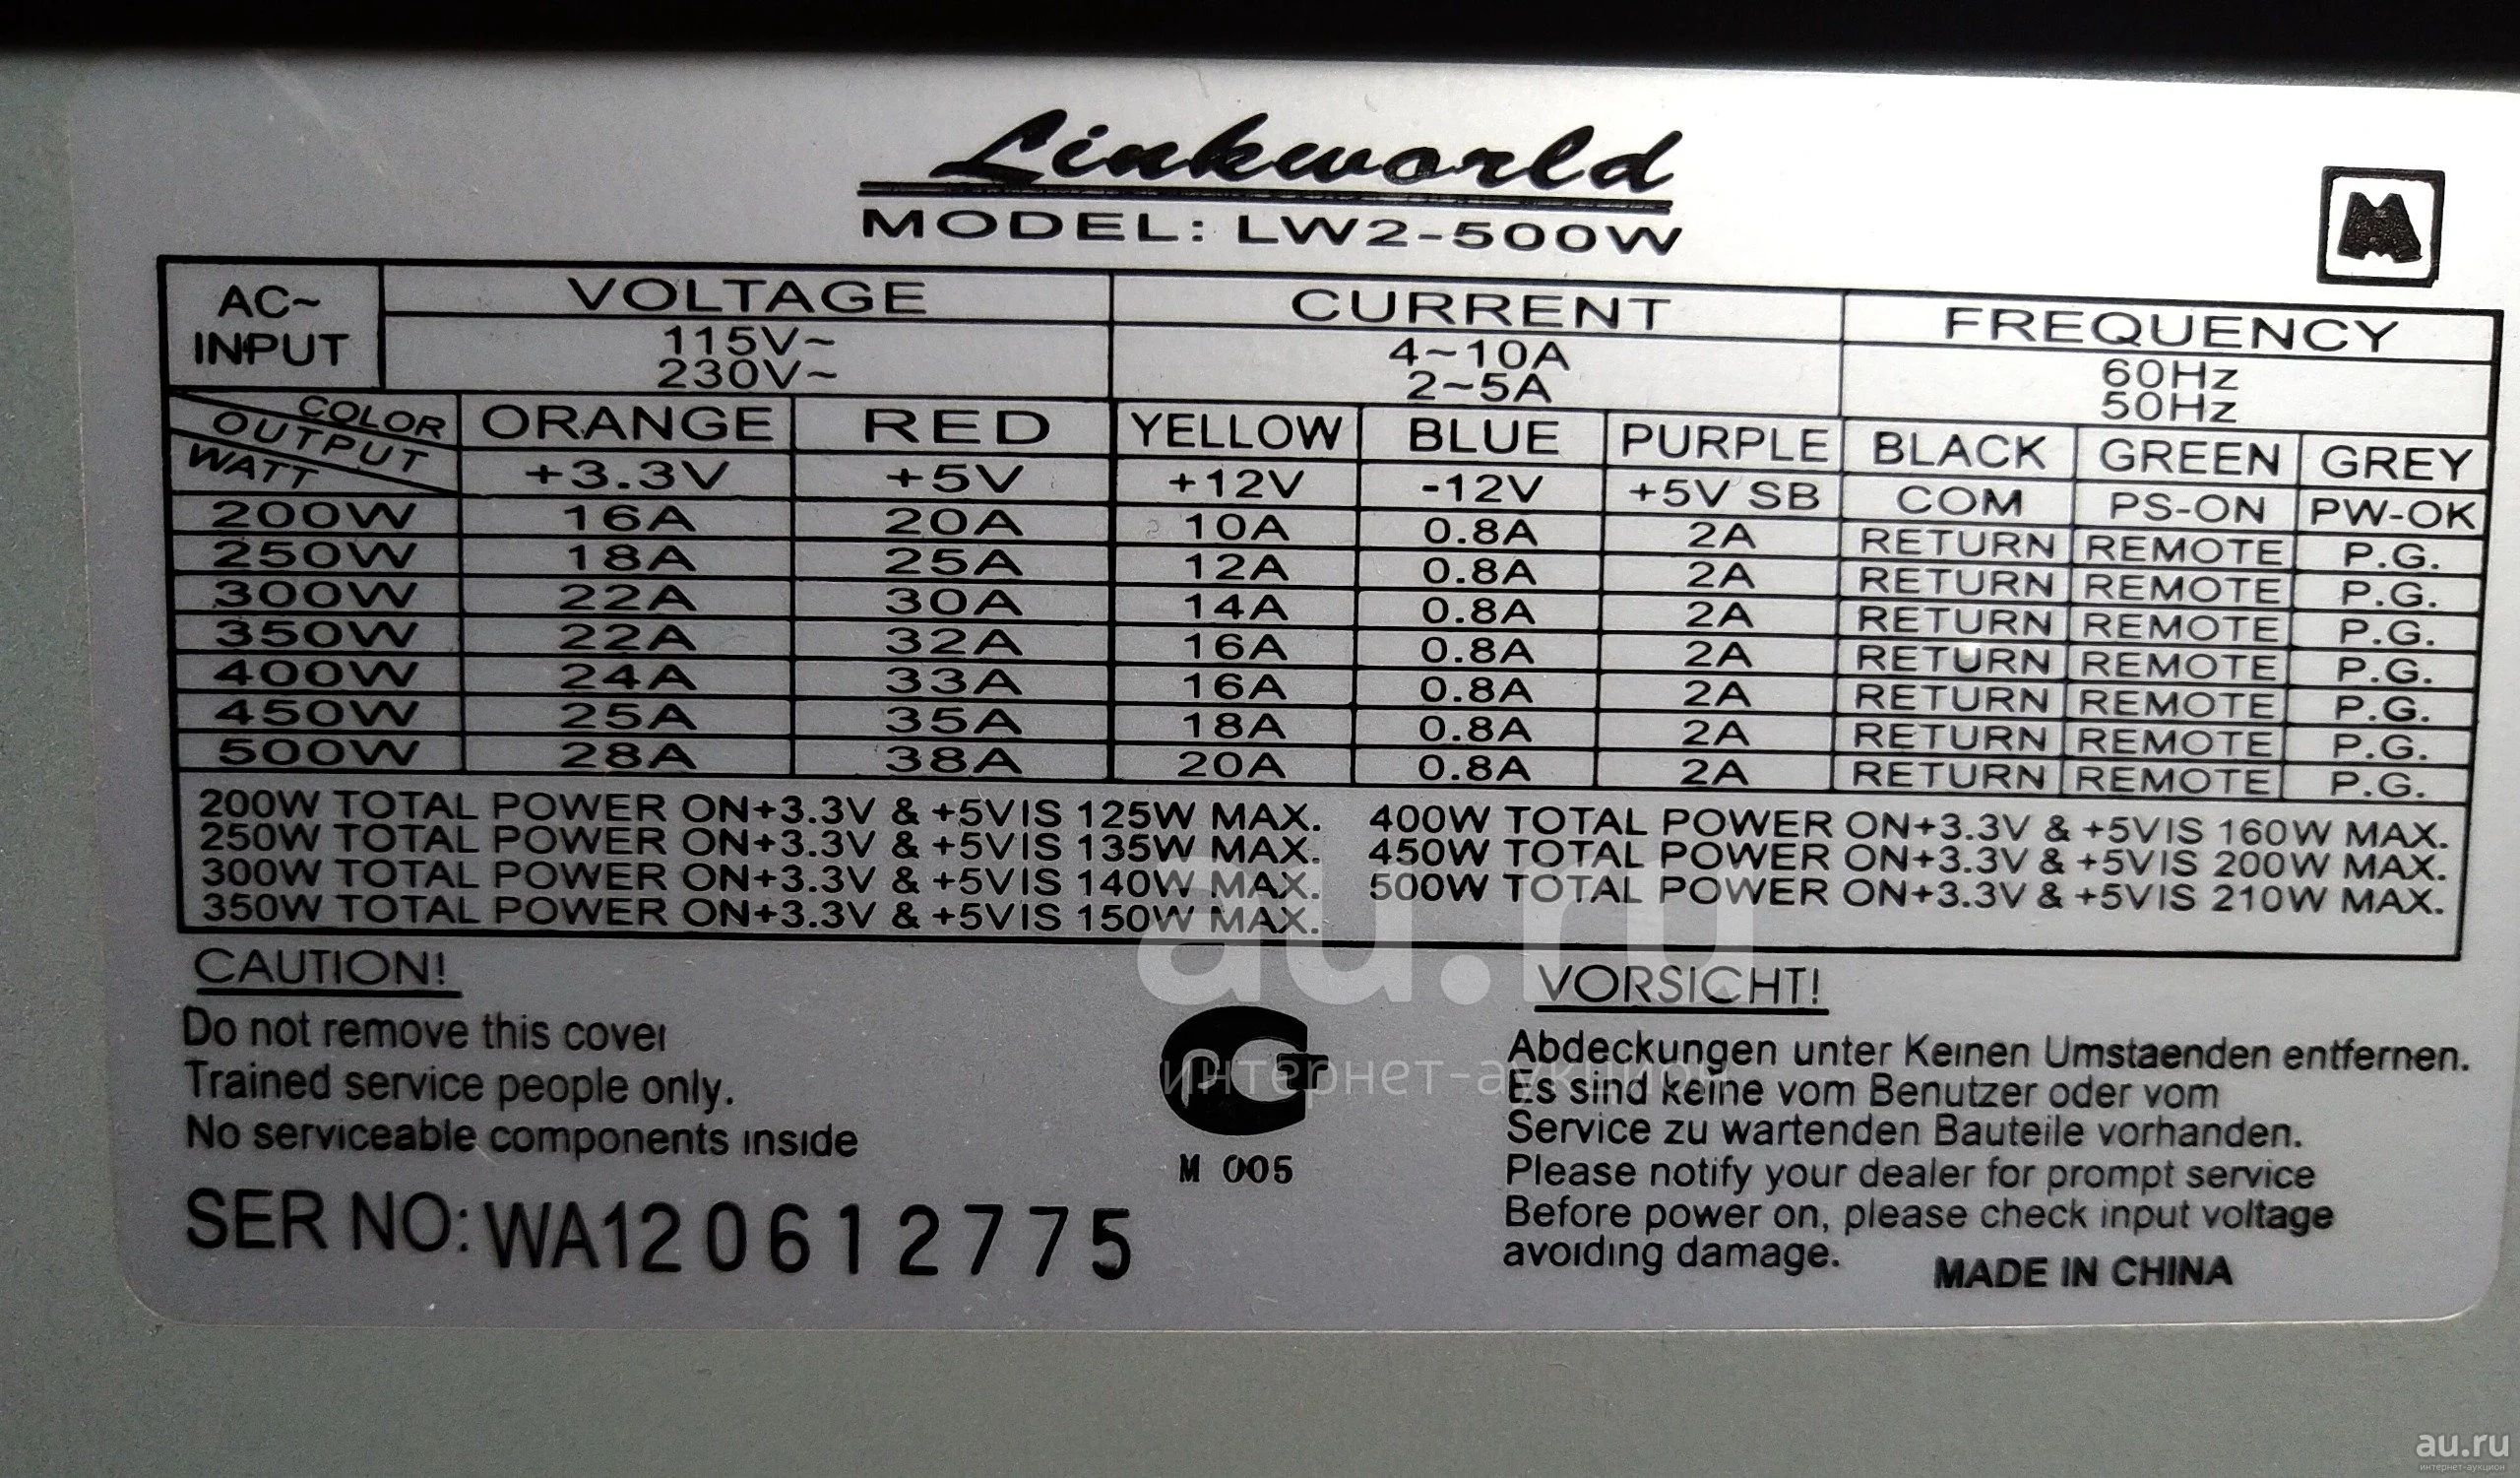 Linkworld
MODEL: LW2-500W
AC~ INPUT VOLTAGE CURRENT FREQUENCY
115V~ 4~10A 60Hz
230V~ 2~5A 50Hz
COLOR ORANGE RED YELLOW BLUE PURPLE BLACK GREEN GREY
OUTPUT WATT +3.3V +5V +12V -12V +5V SB COM PS-ON PW-OK
200W 16A 20A 10A 0.8A 2A RETURN REMOTE P.G.
250W 18A 25A 12A 0.8A 2A RETURN REMOTE P.G.
300W 22A 30A 14A 0.8A 2A RETURN REMOTE P.G.
350W 22A 32A 16A 0.8A 2A RETURN REMOTE P.G.
400W 24A 33A 16A 0.8A 2A RETURN REMOTE P.G.
450W 25A 35A 18A 0.8A 2A RETURN REMOTE P.G.
500W 28A 38A 20A 0.8A 2A RETURN REMOTE P.G.
200W TOTAL POWER ON+3.3V & +5VIS 125W MAX.
250W TOTAL POWER ON+3.3V & +5VIS 135W MAX.
300W TOTAL POWER ON+3.3V & +5VIS 140W MAX.
350W TOTAL POWER ON+3.3V & +5VIS 150W MAX.
400W TOTAL POWER ON+3.3V & +5VIS 160W MAX.
450W TOTAL POWER ON+3.3V & +5VIS 200W MAX.
500W TOTAL POWER ON+3.3V & +5VIS 210W MAX.
CAUTION!
Do not remove this cover
Trained service people only.
No serviceable components inside
SER NO: WA120612775
M 005
VORSICHT!
Abdeckungen unter Keinen Umstaenden entfernen.
Es sind keine vom Benutzer oder vom
Service zu wartenden Bauteile vorhanden.
Please notify your dealer for prompt service
Before power on, please check input voltage
avoiding damage.
MADE IN CHINA
au.ru
интернет-аукцион
au.ru
интернет-аукцион